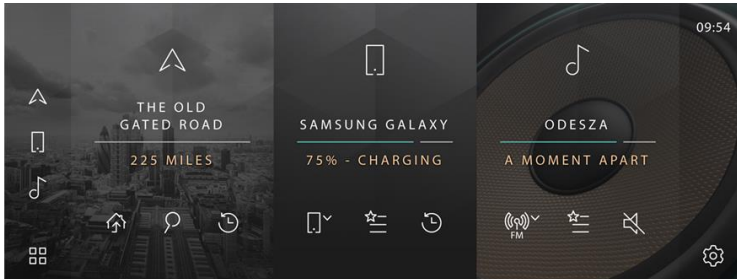 09:54
THE OLD
GATED ROAD
225 MILES
SAMSUNG GALAXY
75% - CHARGING
ODESZA
A MOMENT APART
FM